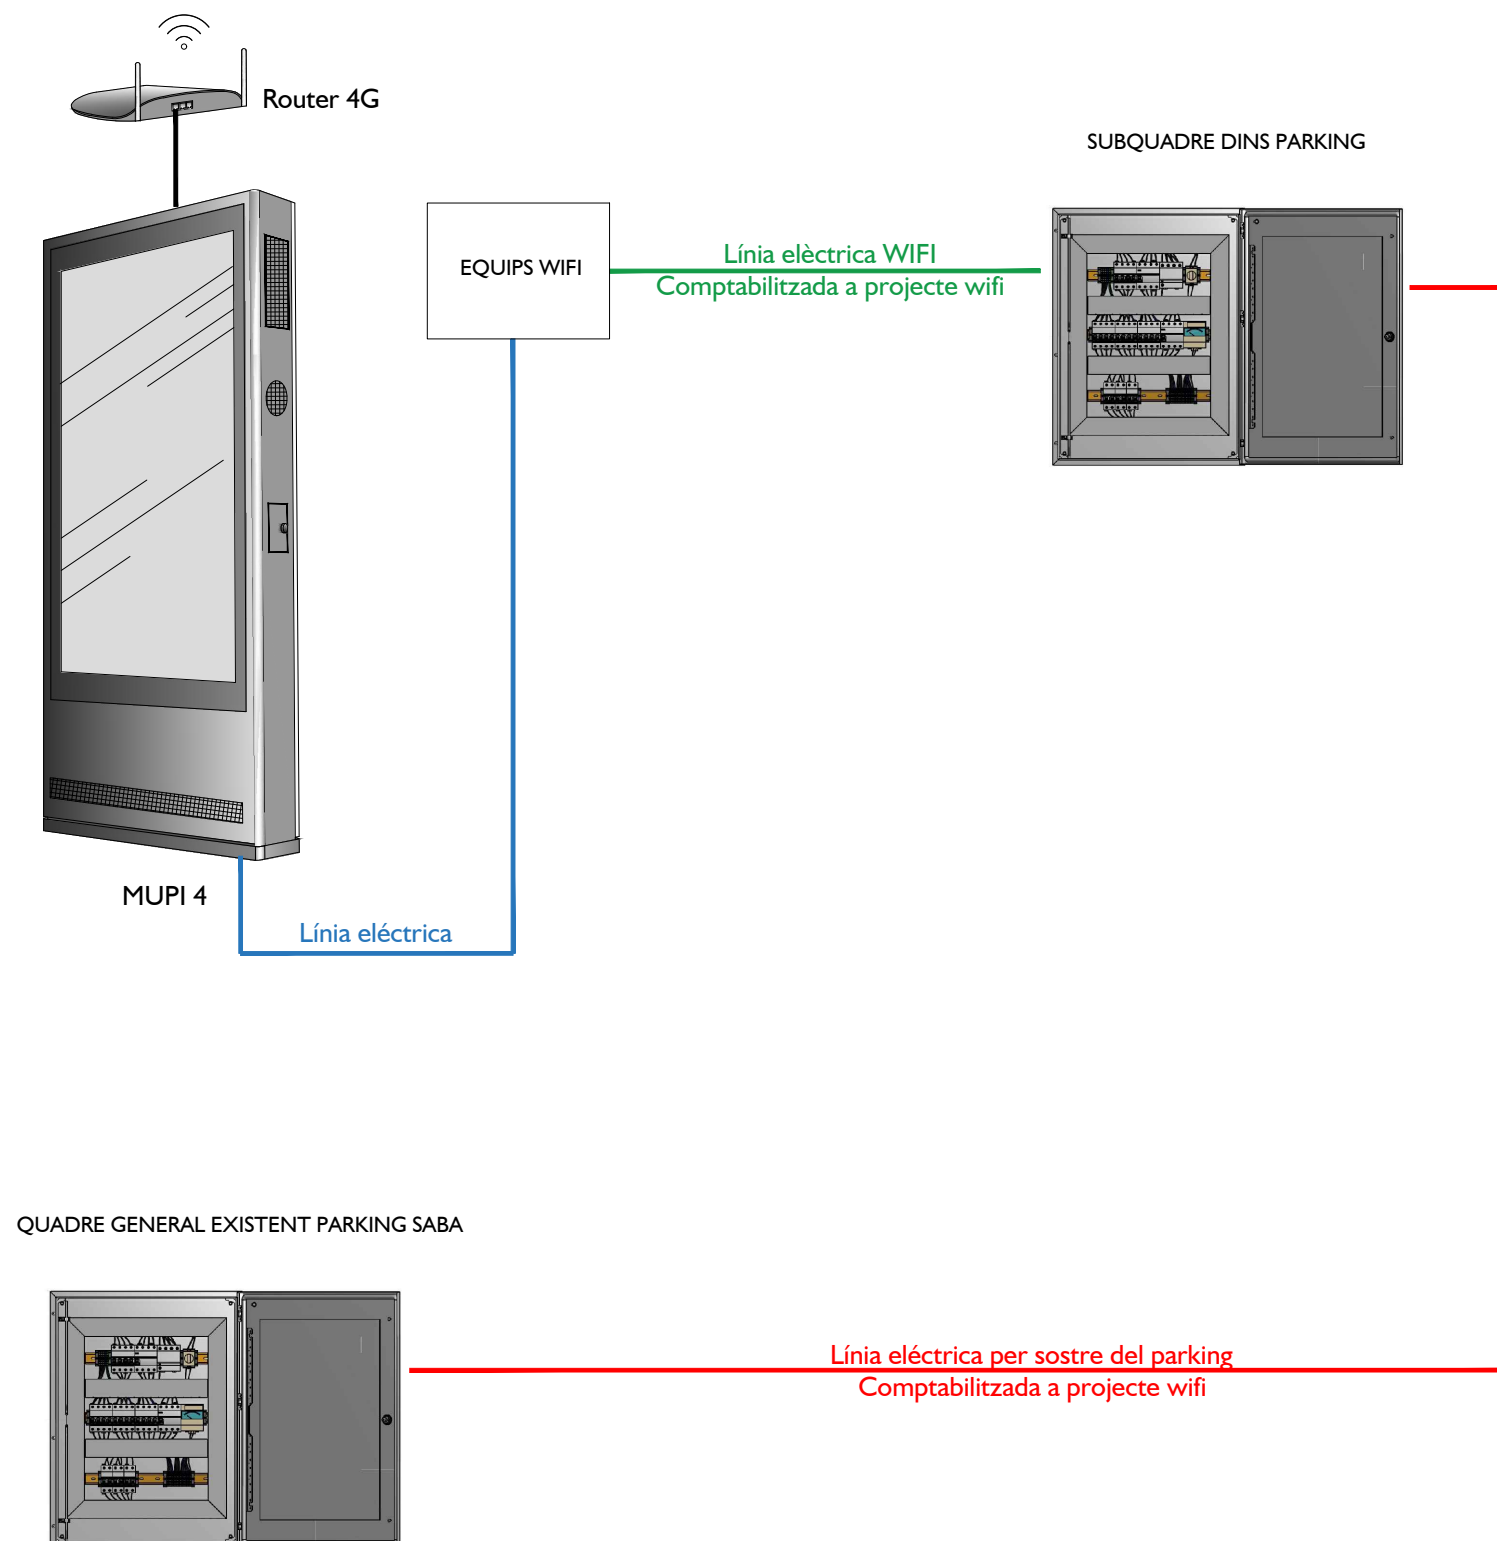 Router 4G
SUBQUADRE DINS PARKING
EQUIPS WIFI
Línia elèctrica WIFI
Comptabilitzada a projecte wifi
MUPI 4
Línia eléctrica
QUADRE GENERAL EXISTENT PARKING SABA
Línia eléctrica per sostre del parking
Comptabilitzada a projecte wifi